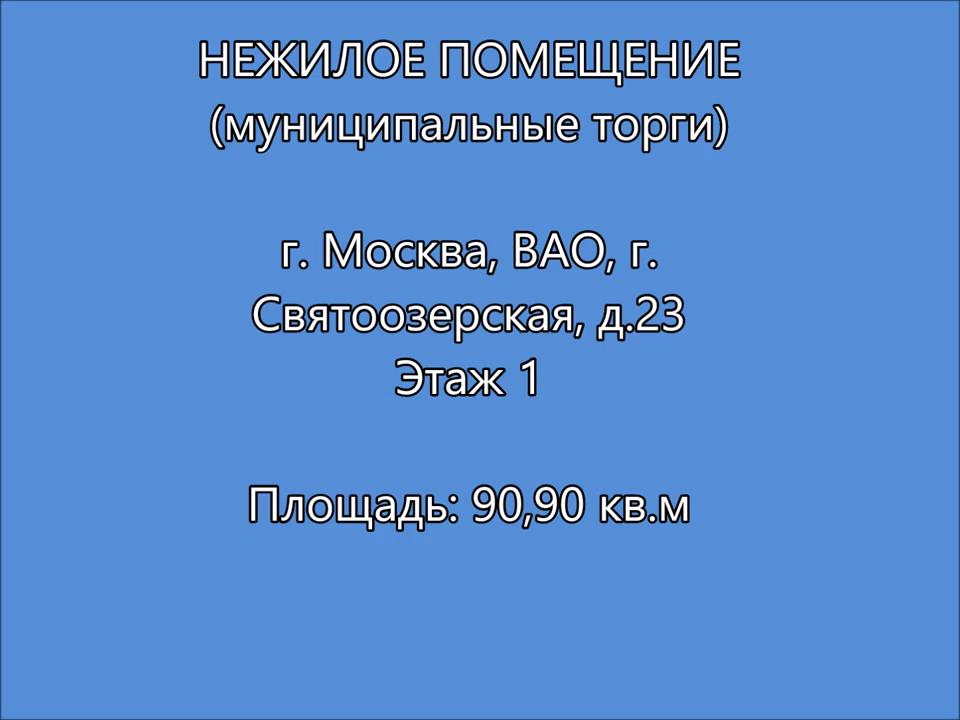 НЕЖИЛОЕ ПОМЕЩЕНИЕ
(муниципальные торги)
г. Москва, ВАО, г.
Святоозерская, д.23
Этаж 1
Площадь: 90,90 кв.м